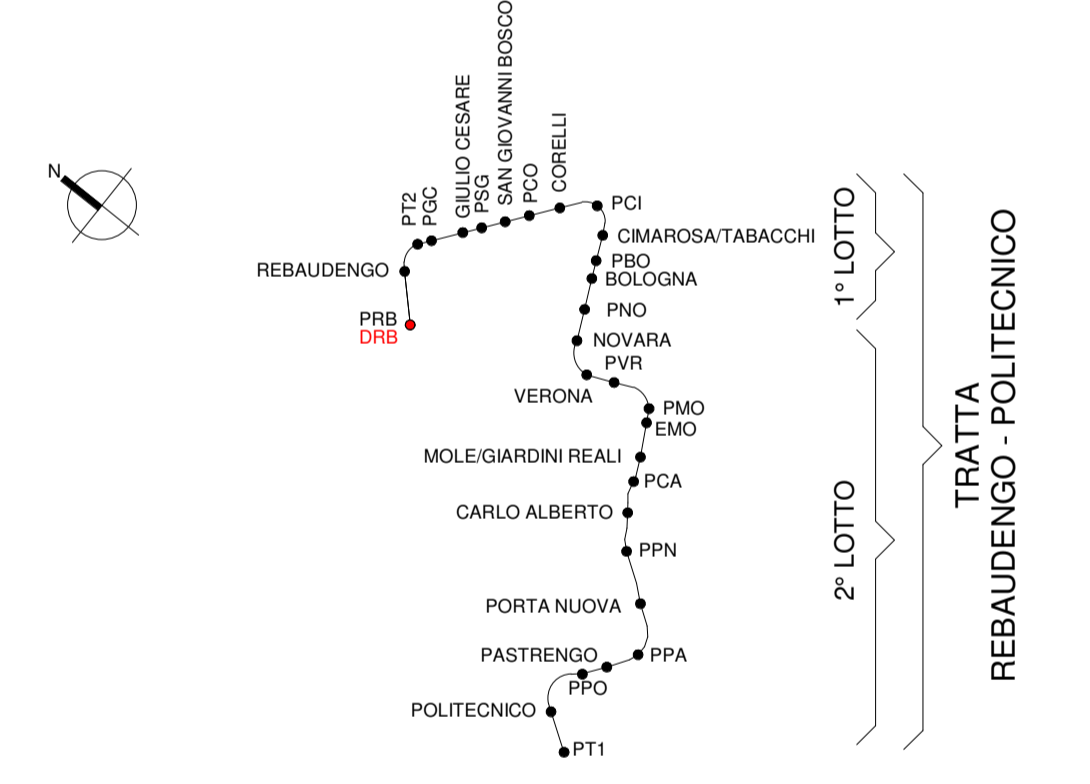 N
PT2
PGC
GIULIO CESARE
PSG
SAN GIOVANNI BOSCO
PCO
CORELLI
PCI
CIMAROSA/TABACCHI
REBAUDENGO
PBO
BOLOGNA
PRB
DRB
PNO
NOVARA
PVR
VERONA
PMO
EMO
MOLE/GIARDINI REALI
PCA
CARLO ALBERTO
PPN
PORTA NUOVA
PASTRENGO
PPA
PPO
POLITECNICO
PT1
1° LOTTO
2° LOTTO
TRATTA
REBAUDENGO - POLITECNICO